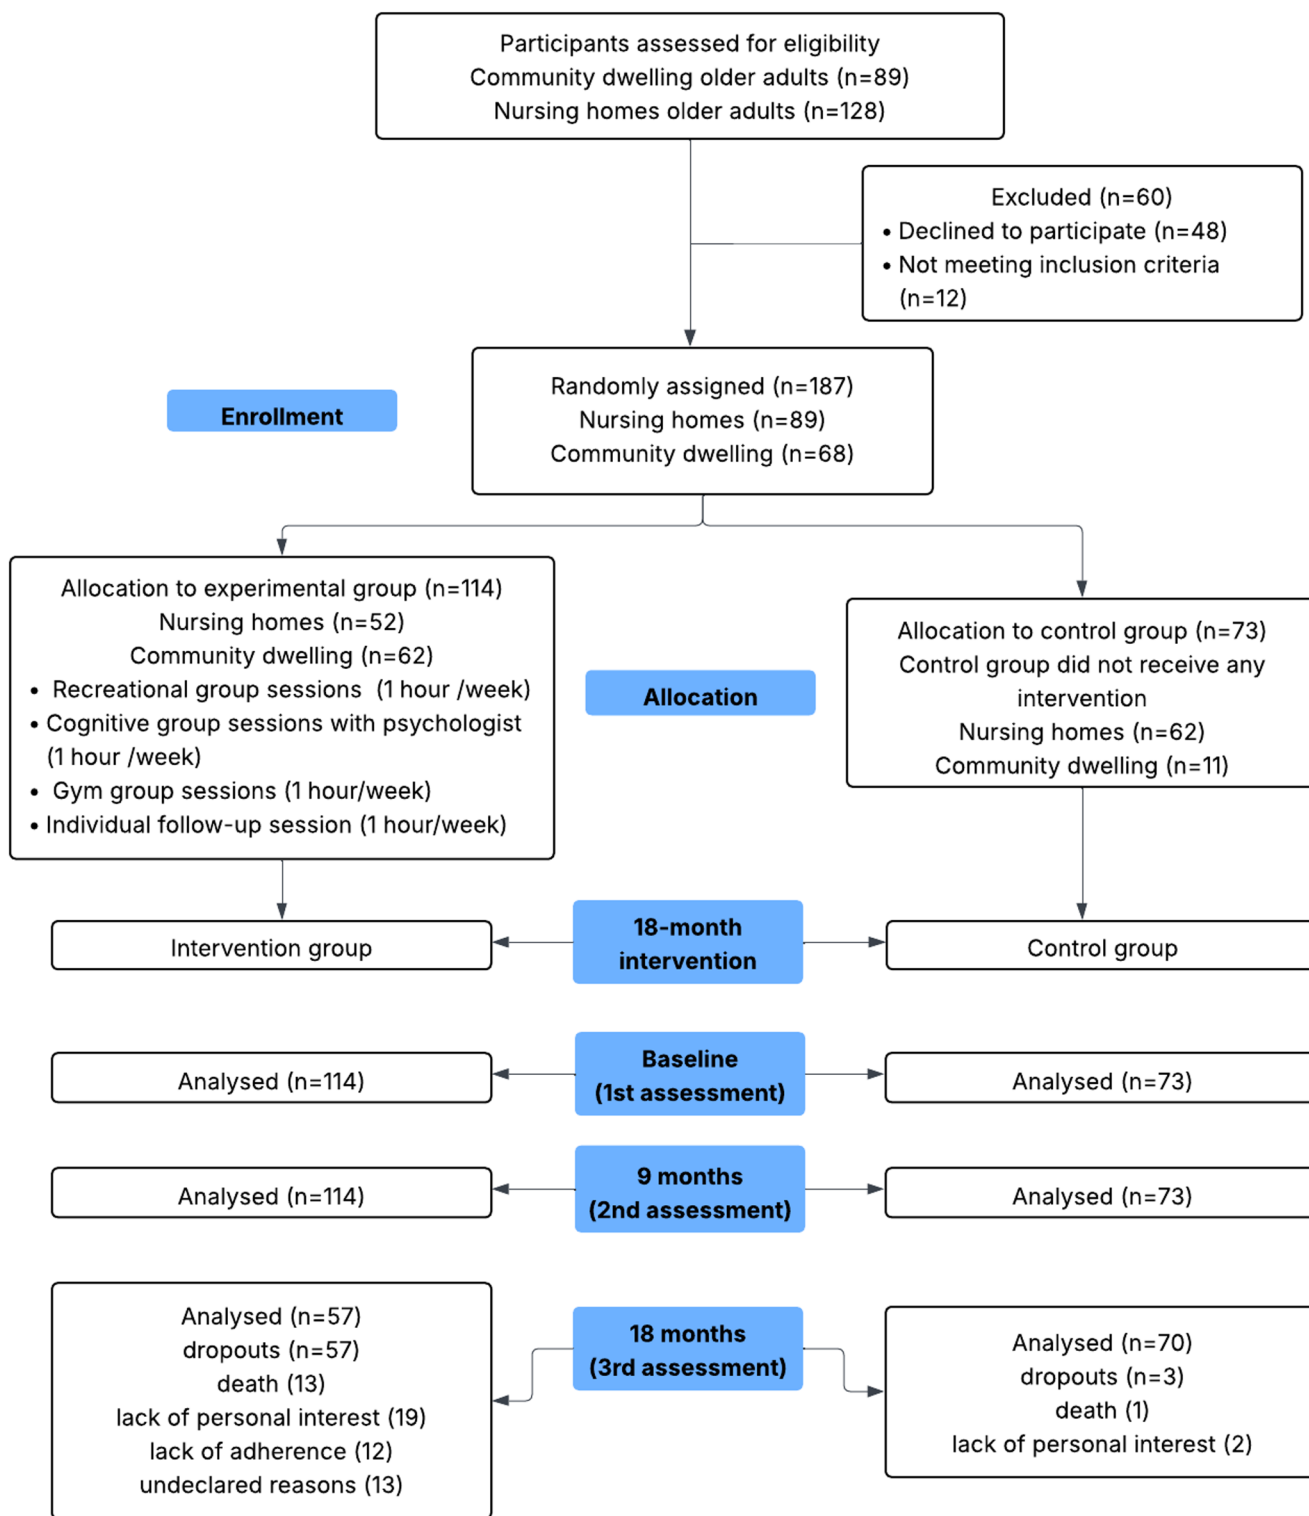 Participants assessed for eligibility
Community dwelling older adults (n=89)
Nursing homes older adults (n=128)
Excluded (n=60)
• Declined to participate (n=48)
• Not meeting inclusion criteria
(n=12)
Enrollment
Randomly assigned (n=187)
Nursing homes (n=89)
Community dwelling (n=68)
Allocation to experimental group (n=114)
Nursing homes (n=52)
Community dwelling (n=62)
• Recreational group sessions (1 hour /week)
• Cognitive group sessions with psychologist
(1 hour /week)
• Gym group sessions (1 hour/week)
• Individual follow-up session (1 hour/week)
Allocation
Allocation to control group (n=73)
Control group did not receive any
intervention
Nursing homes (n=62)
Community dwelling (n=11)
Intervention group
18-month
intervention
Control group
Analysed (n=114)
Baseline
(1st assessment)
Analysed (n=73)
Analysed (n=114)
9 months
(2nd assessment)
Analysed (n=73)
Analysed (n=57)
dropouts (n=57)
death (13)
lack of personal interest (19)
lack of adherence (12)
undeclared reasons (13)
18 months
(3rd assessment)
Analysed (n=70)
dropouts (n=3)
death (1)
lack of personal interest (2)